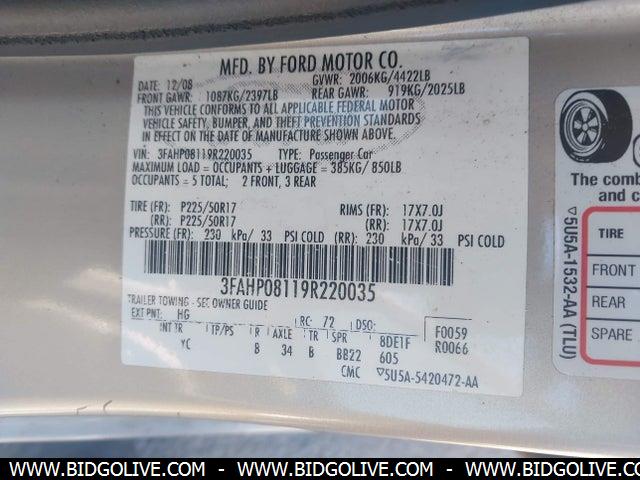 MFD. BY FORD MOTOR CO.
DATE: 12/08 GVWR: 2006KG/4422LB
FRONT GAWR: 1087KG/2397LB REAR GAWR: 919KG/2025LB
THIS VEHICLE CONFORMS TO ALL APPLICABLE FEDERAL MOTOR
VEHICLE SAFETY, BUMPER, AND THEFT PREVENTION STANDARDS
IN EFFECT ON THE DATE OF MANUFACTURE SHOWN ABOVE.
VIN: 3FAHP08119R220035 TYPE: Passenger Car
MAXIMUM LOAD = OCCUPANTS + LUGGAGE = 385KG/ 850LB
OCCUPANTS = 5 TOTAL; 2 FRONT, 3 REAR
TIRE (FR): P225/50R17 RIMS (FR): 17X7.0J
(RR): P225/50R17 (RR): 17X7.0J
PRESSURE (FR): 230 kPa/ 33 PSI COLD (RR): 230 kPa/ 33 PSI COLD
3FAHP08119R220035
TRAILER TOWING - SEE OWNER GUIDE
EXT PNT: HG RC: 72 DSO: F0059
INT TR TP/PS R AXLE TR SPR 8DE1F R0066
YC B 34 B BB22 605
CMC ▽5U5A-5420472-AA
▽5U5A-1532-AA (TLU)
The comb
and c
TIRE
FRONT
REAR
SPARE
WWW.BIDGOLIVE.COM - WWW.BIDGOLIVE.COM - WWW.BIDGOLIVE.COM